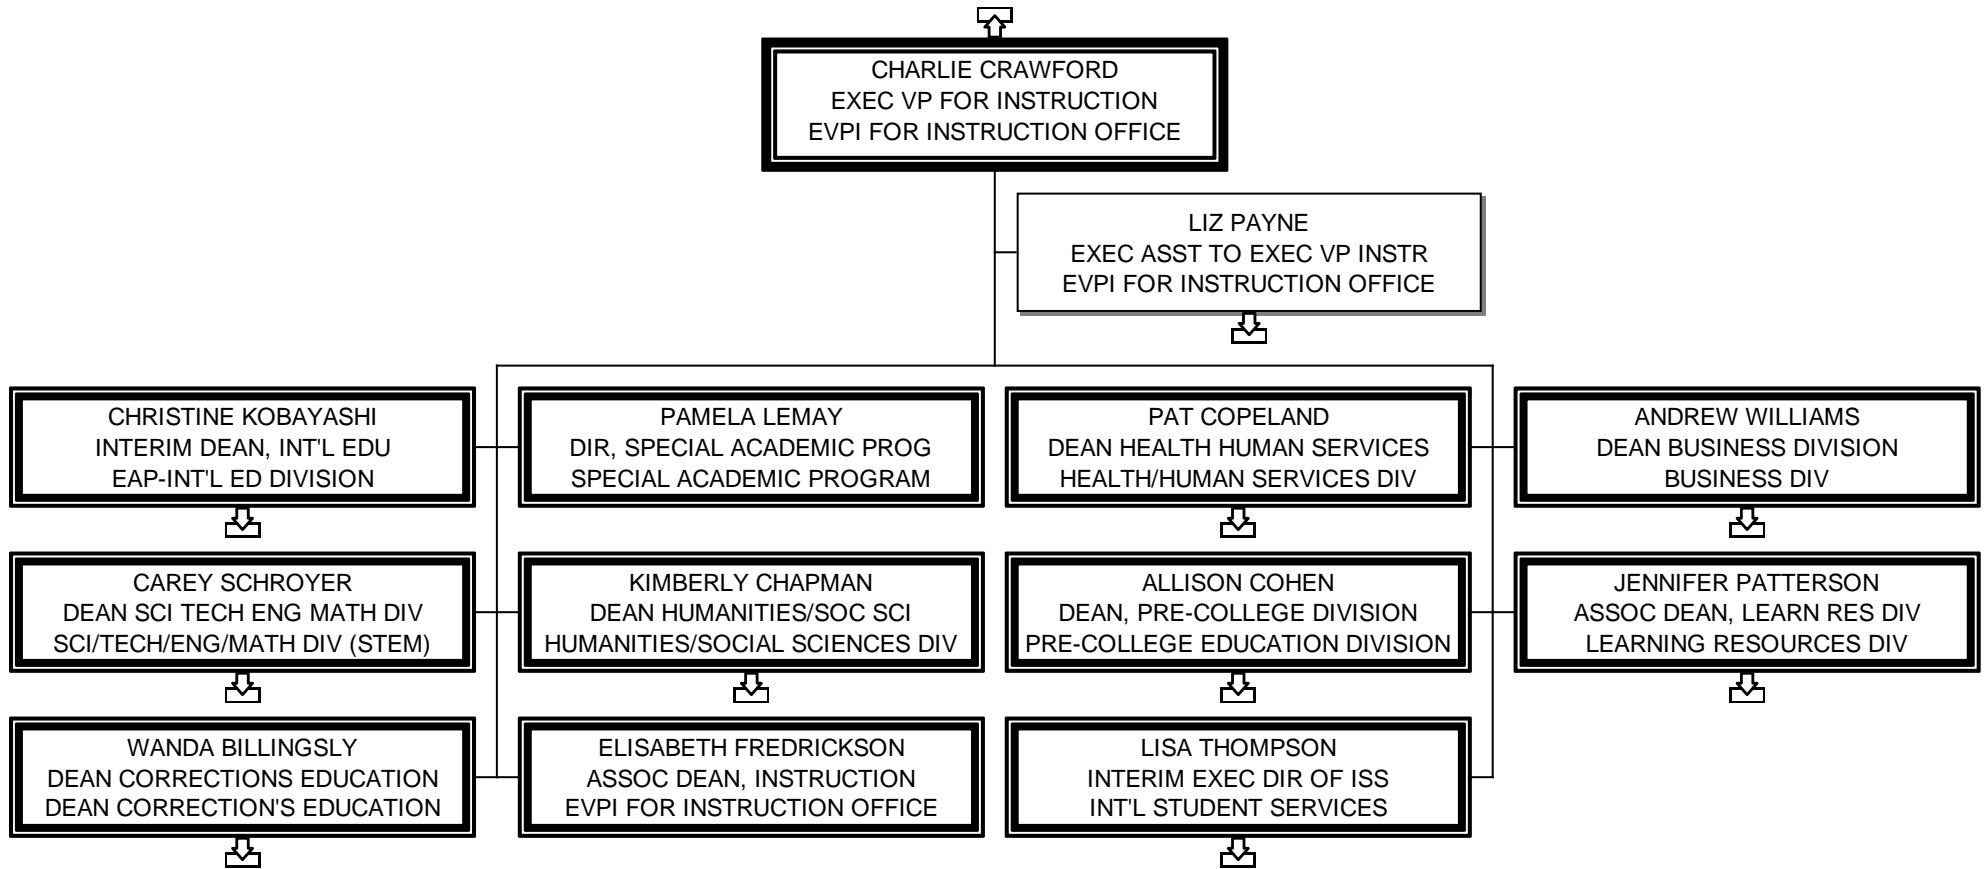 CHARLIE CRAWFORD
EXEC VP FOR INSTRUCTION
EVPI FOR INSTRUCTION OFFICE
LIZ PAYNE
EXEC ASST TO EXEC VP INSTR
EVPI FOR INSTRUCTION OFFICE
CHRISTINE KOBAYASHI
INTERIM DEAN, INT'L EDU
EAP-INT'L ED DIVISION
PAMELA LEMAY
DIR, SPECIAL ACADEMIC PROG
SPECIAL ACADEMIC PROGRAM
PAT COPELAND
DEAN HEALTH HUMAN SERVICES
HEALTH/HUMAN SERVICES DIV
ANDREW WILLIAMS
DEAN BUSINESS DIVISION
BUSINESS DIV
CAREY SCHROYER
DEAN SCI TECH ENG MATH DIV
SCI/TECH/ENG/MATH DIV (STEM)
KIMBERLY CHAPMAN
DEAN HUMANITIES/SOC SCI
HUMANITIES/SOCIAL SCIENCES DIV
ALLISON COHEN
DEAN, PRE-COLLEGE DIVISION
PRE-COLLEGE EDUCATION DIVISION
JENNIFER PATTERSON
ASSOC DEAN, LEARN RES DIV
LEARNING RESOURCES DIV
WANDA BILLINGSLY
DEAN CORRECTIONS EDUCATION
DEAN CORRECTION'S EDUCATION
ELISABETH FREDRICKSON
ASSOC DEAN, INSTRUCTION
EVPI FOR INSTRUCTION OFFICE
LISA THOMPSON
INTERIM EXEC DIR OF ISS
INT'L STUDENT SERVICES